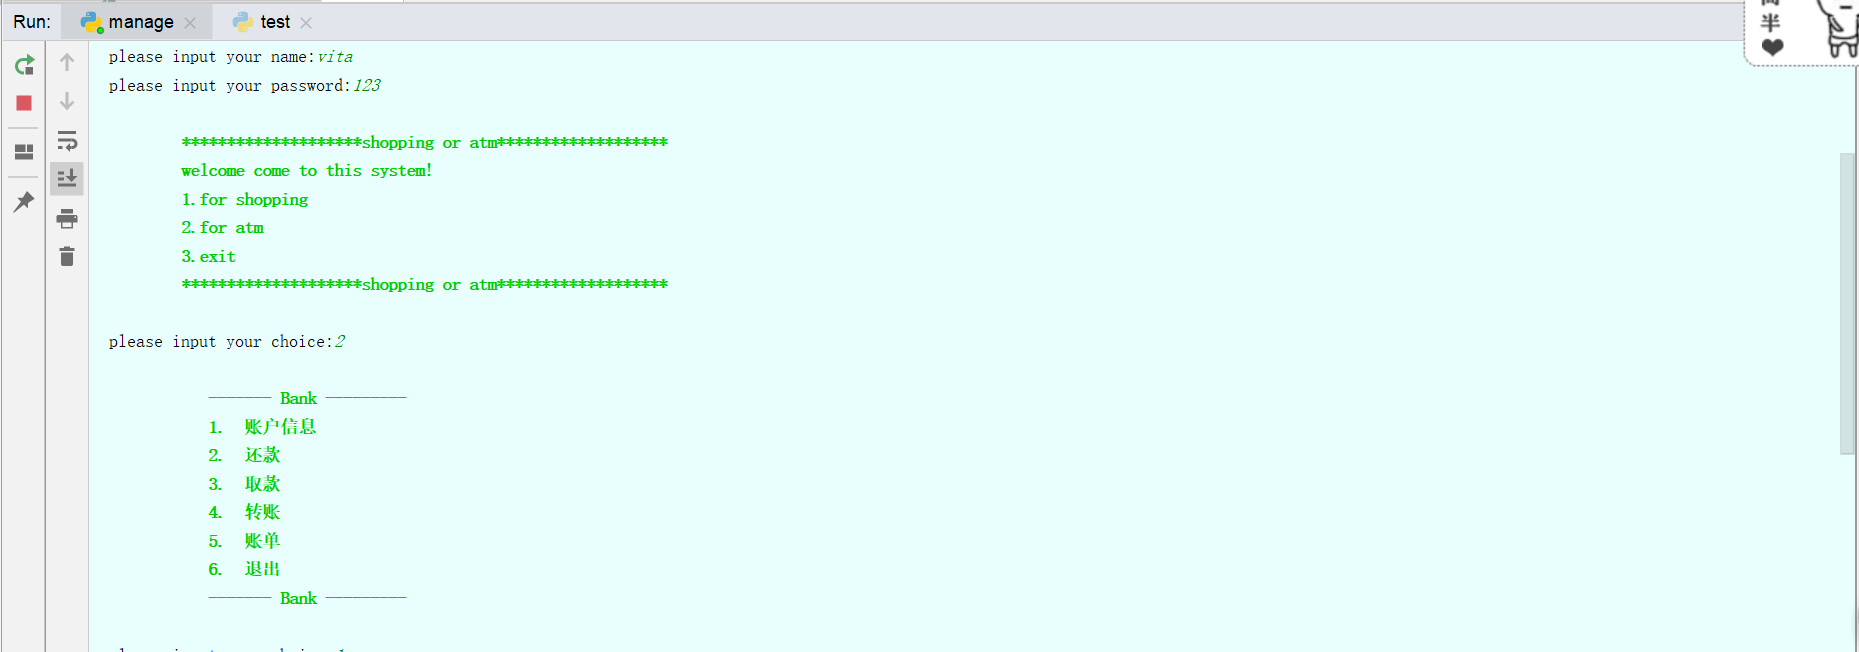 Run: manage test
半
please input your name:vita
please input your password:123
********************shopping or atm*******************
welcome come to this system!
1.for shopping
2.for atm
3.exit
********************shopping or atm*******************
please input your choice:2
------- Bank ---------
1. 账户信息
2. 还款
3. 取款
4. 转账
5. 账单
6. 退出
------- Bank ---------